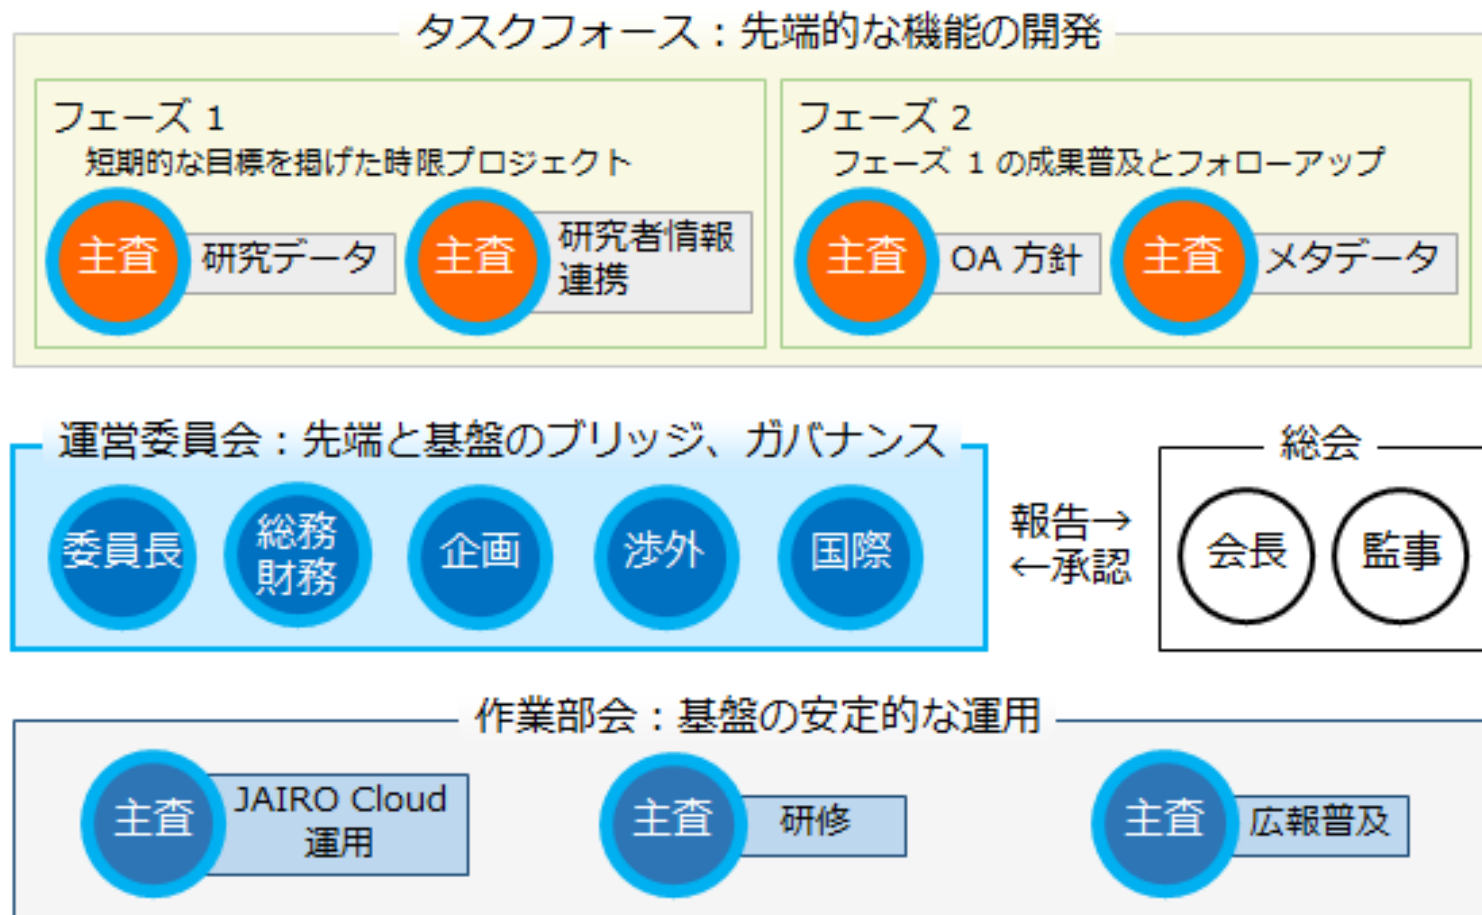 タスクフォース：先端的な機能の開発
フェーズ 1
短期的な目標を掲げた時限プロジェクト
主査
研究データ
主査
研究者情報
連携
フェーズ 2
フェーズ 1 の成果普及とフォローアップ
主査
OA 方針
主査
メタデータ
運営委員会：先端と基盤のブリッジ、ガバナンス
委員長
総務
財務
企画
渉外
国際
報告→
←承認
総会
会長
監事
作業部会：基盤の安定的な運用
主査
JAIRO Cloud
運用
主査
研修
主査
広報普及